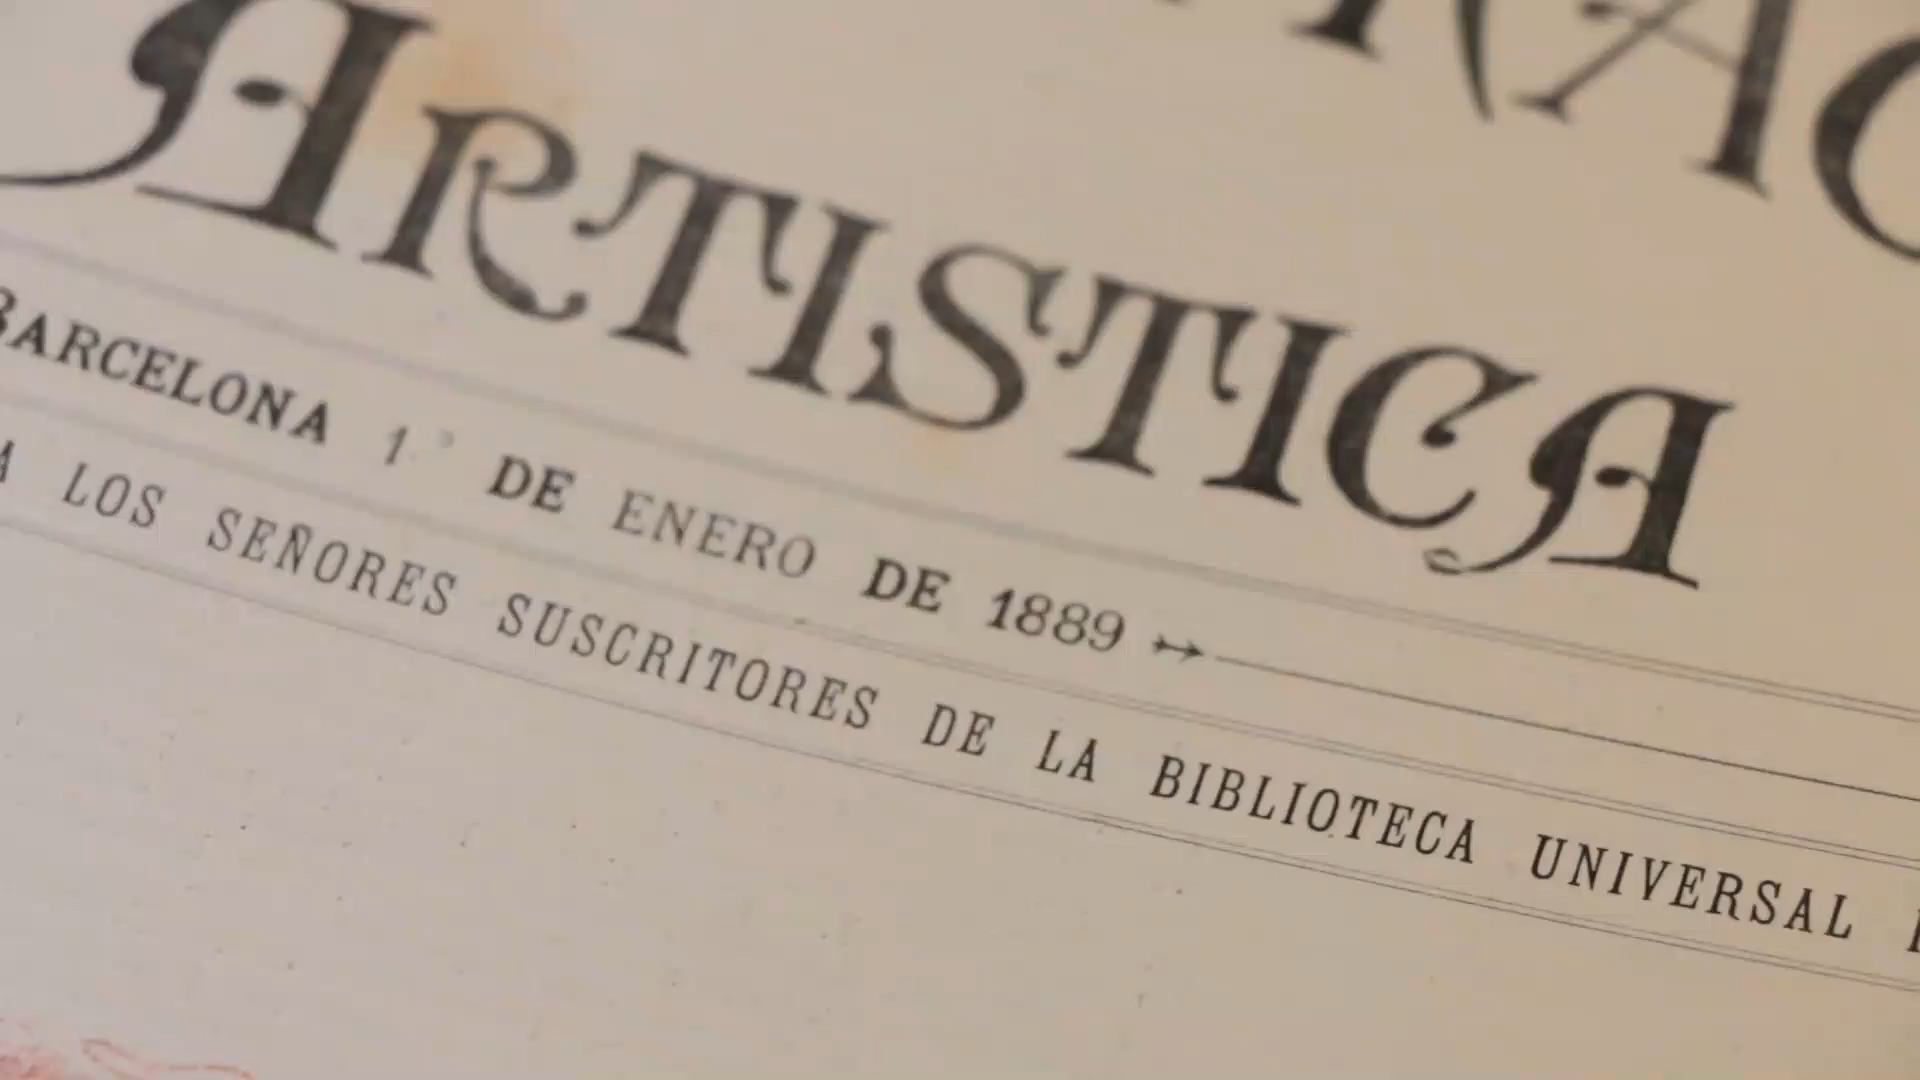 ARTISTICA
BARCELONA 1.º DE ENERO DE 1889
A LOS SEÑORES SUSCRITORES DE LA BIBLIOTECA UNIVERSAL